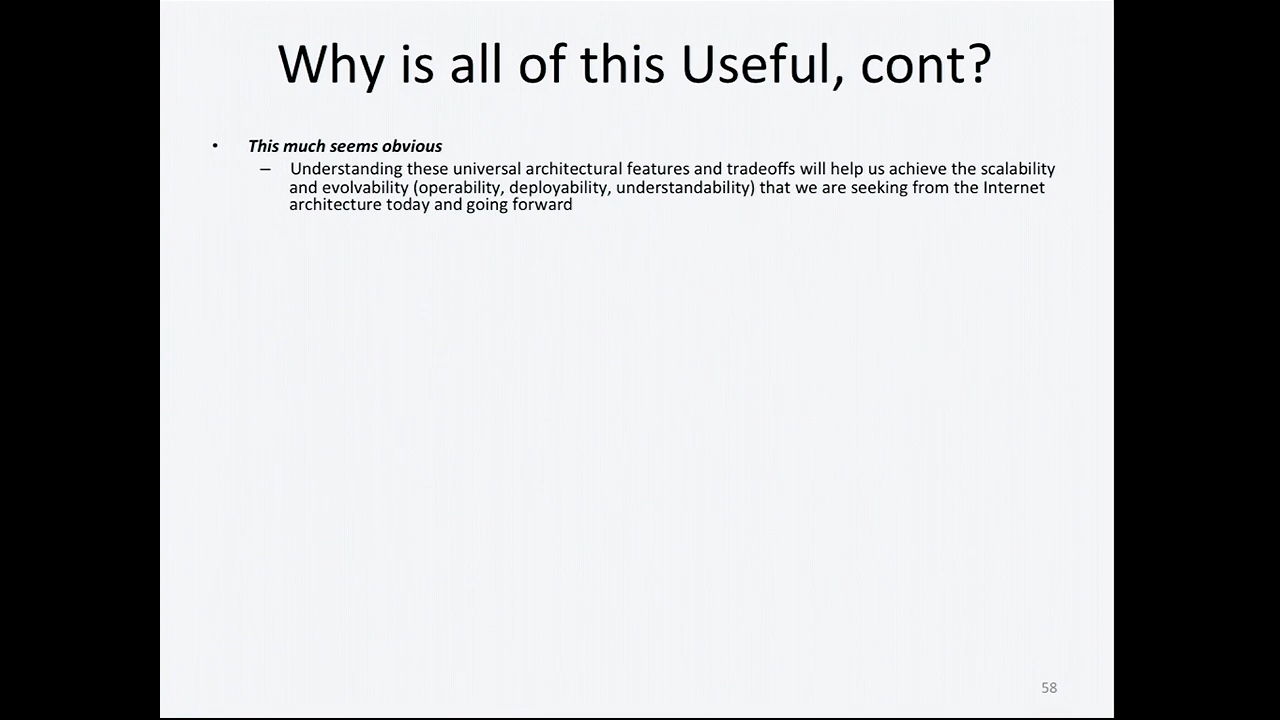 Why is all of this Useful, cont?
• This much seems obvious
– Understanding these universal architectural features and tradeoffs will help us achieve the scalability
and evolvability (operability, deployability, understandability) that we are seeking from the Internet
architecture today and going forward
58